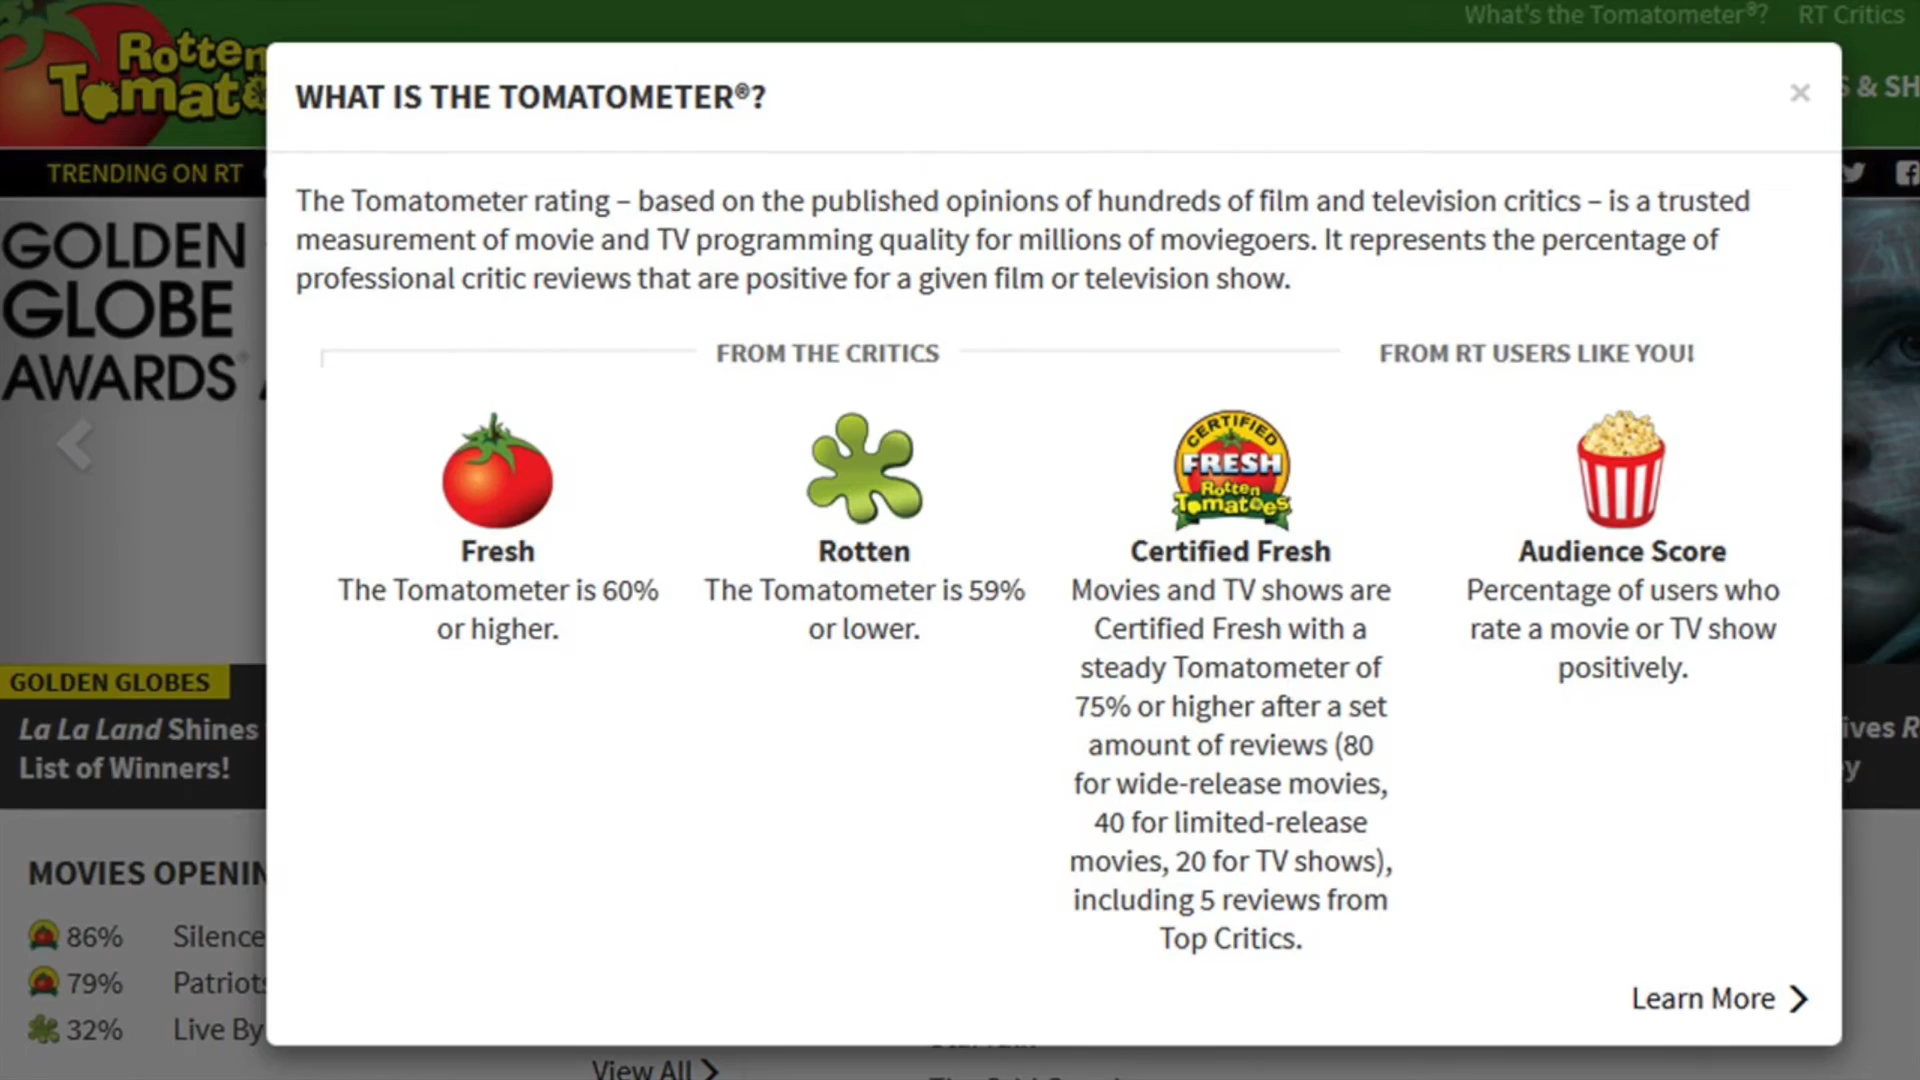 What's the Tomatometer®? RT Critics
Rotten
Tomatoes
WHAT IS THE TOMATOMETER®?
& SH
TRENDING ON RT
The Tomatometer rating – based on the published opinions of hundreds of film and television critics – is a trusted
measurement of movie and TV programming quality for millions of moviegoers. It represents the percentage of
professional critic reviews that are positive for a given film or television show.
GOLDEN
GLOBE
AWARDS
FROM THE CRITICS
FROM RT USERS LIKE YOU!
CERTIFIED
FRESH
Rotten
Tomatoes
Fresh
The Tomatometer is 60%
or higher.
Rotten
The Tomatometer is 59%
or lower.
Certified Fresh
Movies and TV shows are
Certified Fresh with a
steady Tomatometer of
75% or higher after a set
amount of reviews (80
for wide-release movies,
40 for limited-release
movies, 20 for TV shows),
including 5 reviews from
Top Critics.
Audience Score
Percentage of users who
rate a movie or TV show
positively.
GOLDEN GLOBES
La La Land Shines
List of Winners!
ives R
y
MOVIES OPENIN
86% Silence
79% Patriots
32% Live By
Learn More
View All